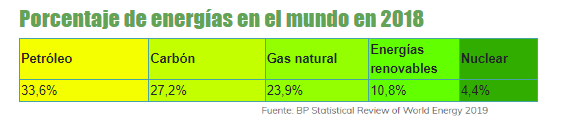 Porcentaje de energías en el mundo en 2018
Petróleo Carbón Gas natural Energías renovables Nuclear
33,6% 27,2% 23,9% 10,8% 4,4%
Fuente: BP Statistical Review of World Energy 2019